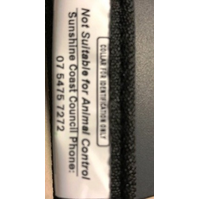 COLLAR FOR IDENTIFICATION ONLY
Not Suitable for Animal Control
Sunshine Coast Council Phone:
07 5475 7272